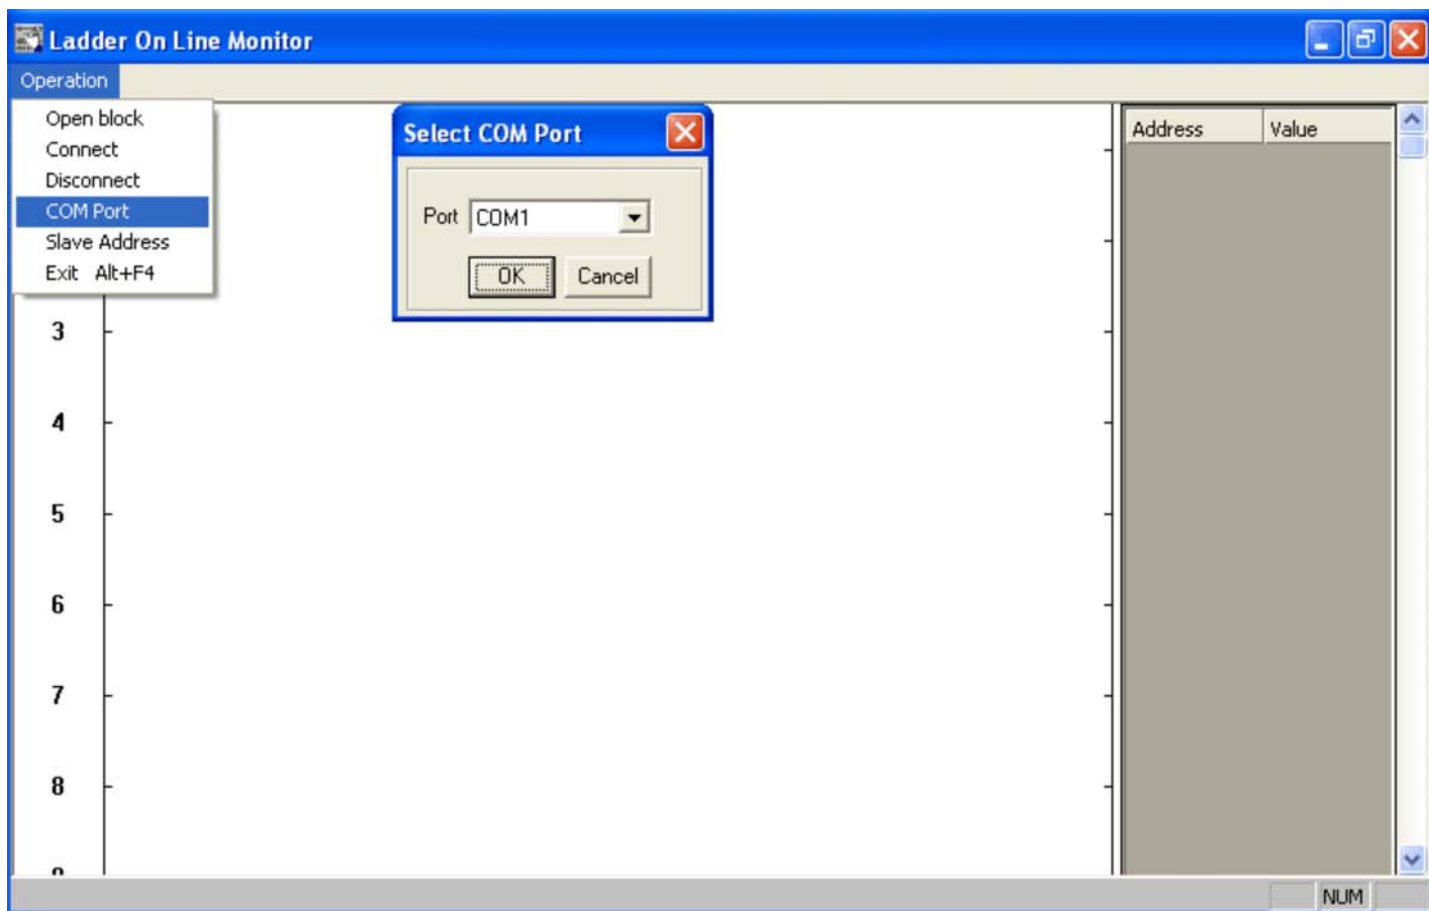 Ladder On Line Monitor
Operation
Open block
Connect
Disconnect
COM Port
Slave Address
Exit Alt+F4
Select COM Port
Port COM1
OK Cancel
Address Value
3
4
5
6
7
8
NUM